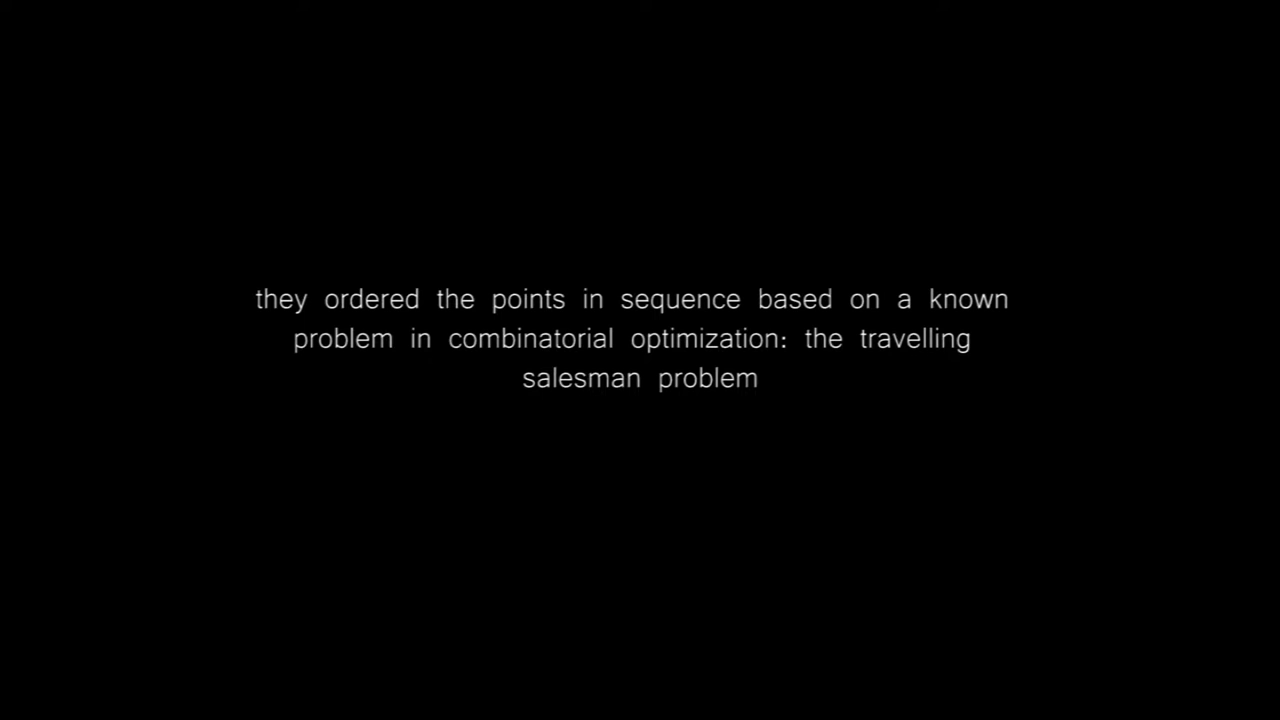 they ordered the points in sequence based on a known
problem in combinatorial optimization: the travelling
salesman problem